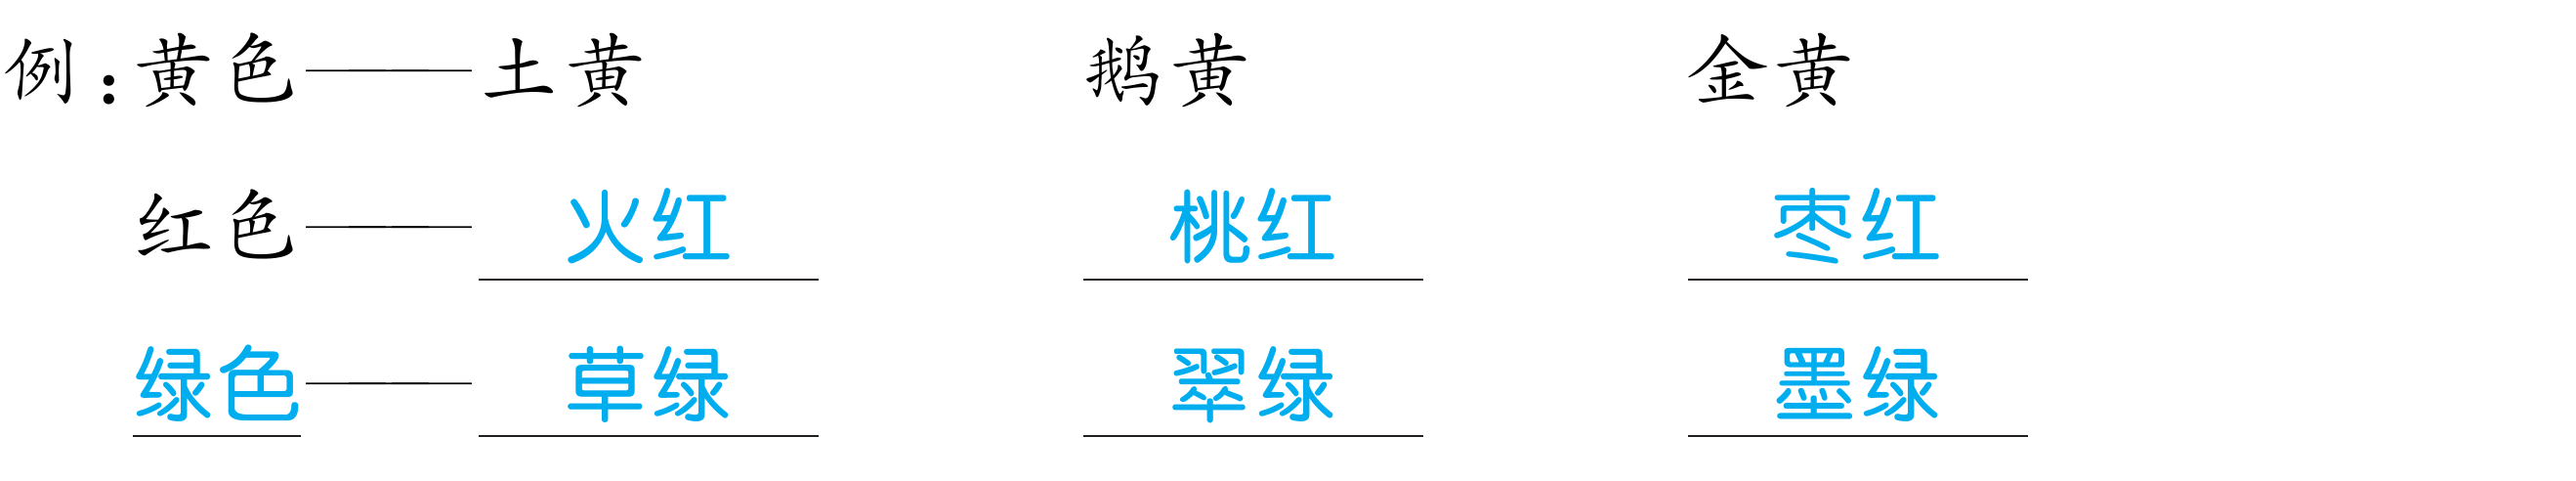 例：黄色——土黄 鹅黄 金黄
红色——火红 桃红 枣红
绿色——草绿 翠绿 墨绿